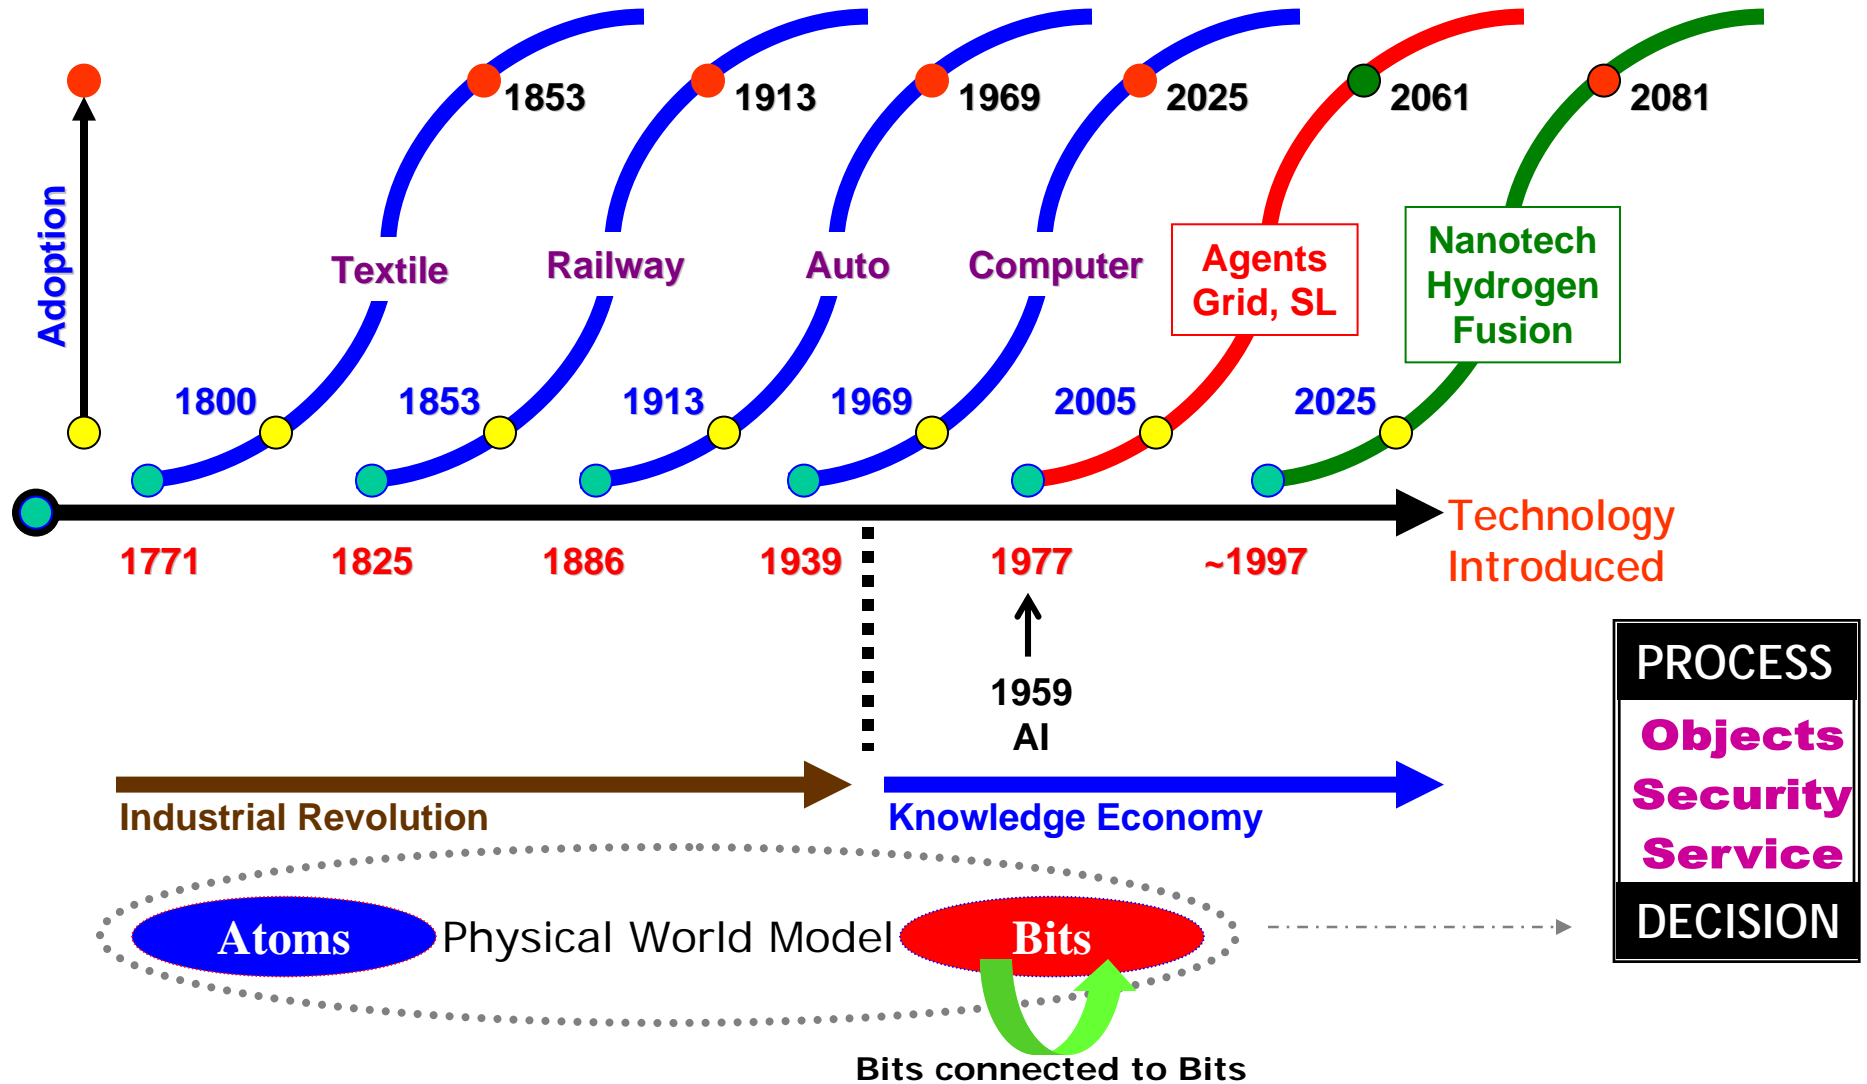 1853
1913
1969
2025
2061
2081
Adoption
Textile
Railway
Auto
Computer
Agents
Grid, SL
Nanotech
Hydrogen
Fusion
1800
1853
1913
1969
2005
2025
Technology
Introduced
1771
1825
1886
1939
1977
~1997
1959
AI
PROCESS
Objects
Security
Service
DECISION
Industrial Revolution
Knowledge Economy
Atoms
Physical World Model
Bits
Bits connected to Bits